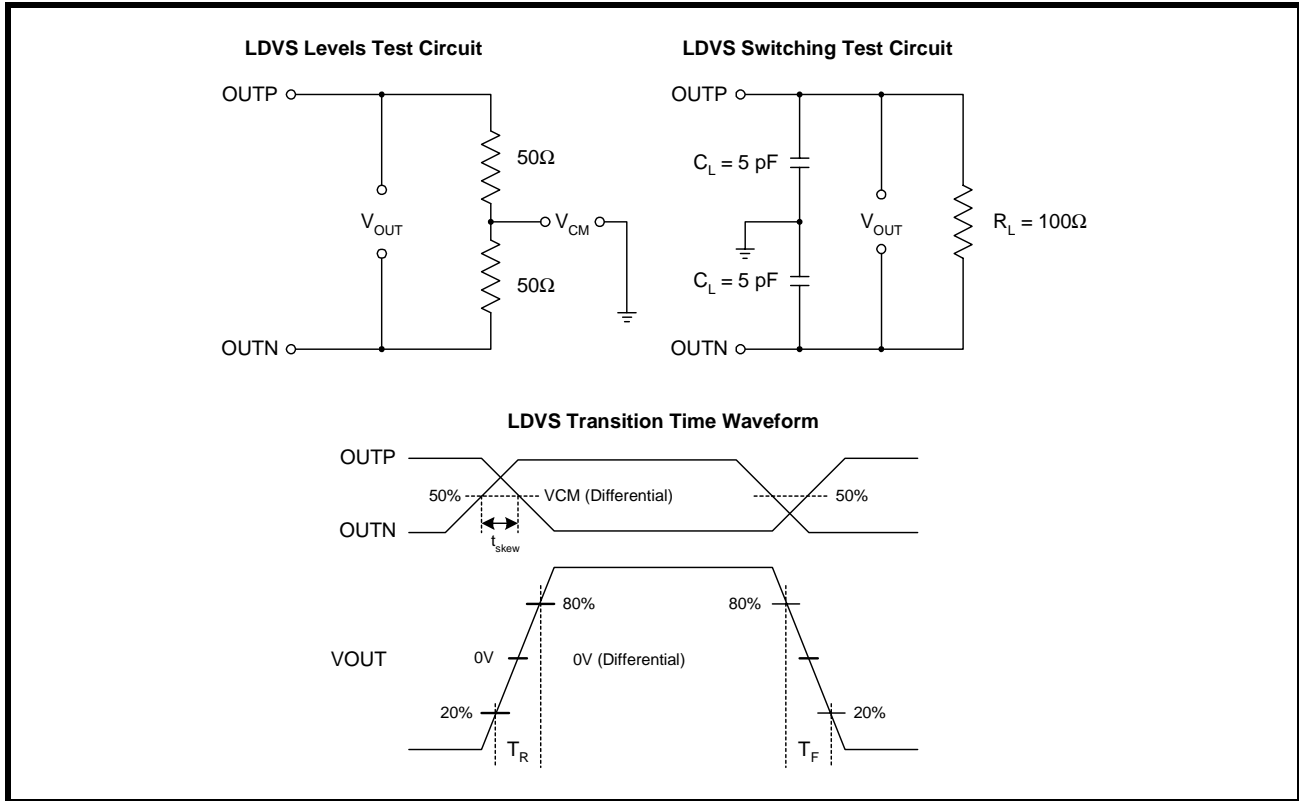 LDVS Levels Test Circuit
OUTP
50Ω
V_OUT
V_CM
50Ω
OUTN
LDVS Switching Test Circuit
OUTP
C_L = 5 pF
V_OUT
R_L = 100Ω
C_L = 5 pF
OUTN
LDVS Transition Time Waveform
OUTP
50% VCM (Differential) 50%
OUTN
t_skew
80% 80%
VOUT 0V 0V (Differential)
20% 20%
T_R T_F